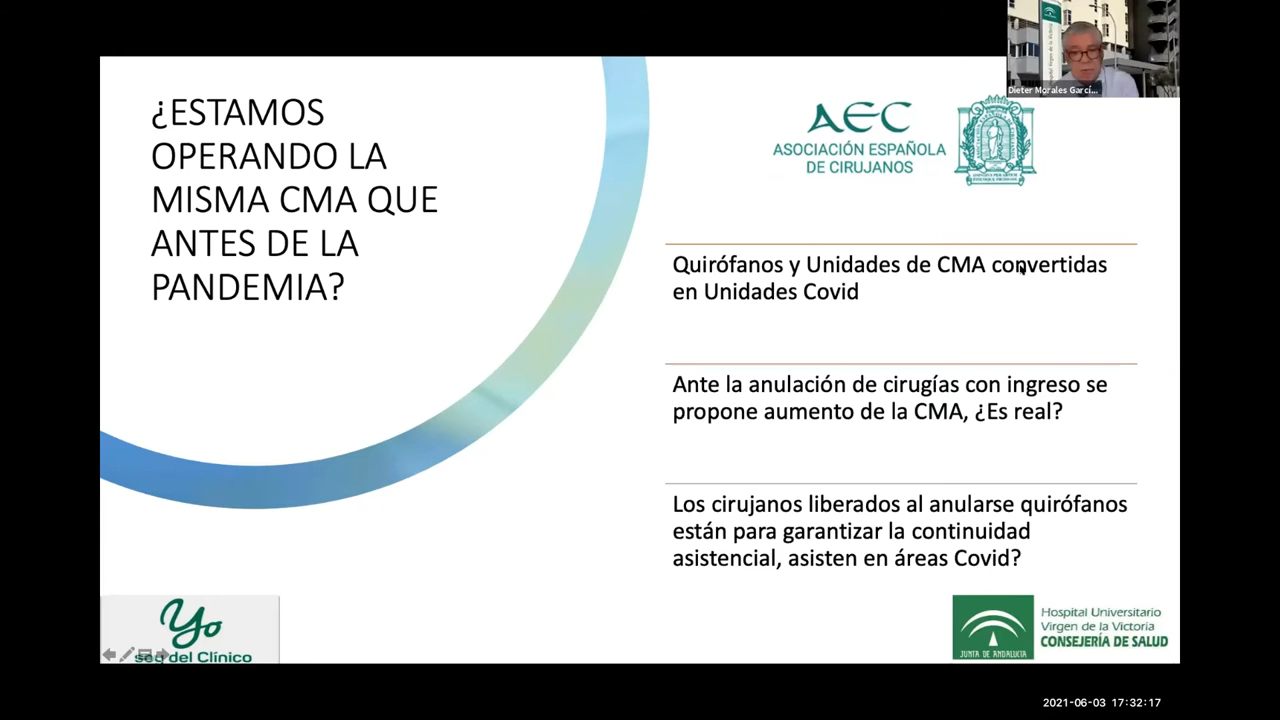 Dieter Morales Garcí...
¿ESTAMOS
OPERANDO LA
MISMA CMA QUE
ANTES DE LA
PANDEMIA?
AEC
ASOCIACIÓN ESPAÑOLA
DE CIRUJANOS
Quirófanos y Unidades de CMA convertidas
en Unidades Covid
Ante la anulación de cirugías con ingreso se
propone aumento de la CMA, ¿Es real?
Los cirujanos liberados al anularse quirófanos
están para garantizar la continuidad
asistencial, asisten en áreas Covid?
Yo
seg del Clínico
JUNTA DE ANDALUCIA
Hospital Universitario
Virgen de la Victoria
CONSEJERÍA DE SALUD
2021-06-03 17:32:17